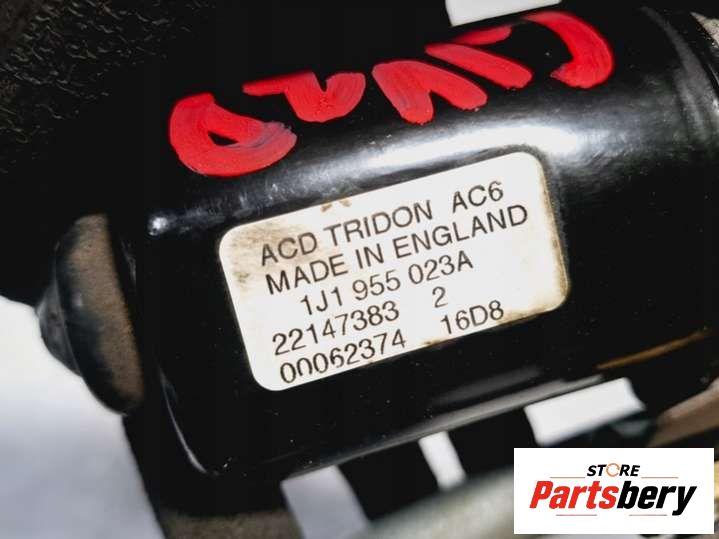 ACD TRIDON AC6
MADE IN ENGLAND
1J1 955 023A
22147383 2
00062374 16D8
STORE
Partsbery